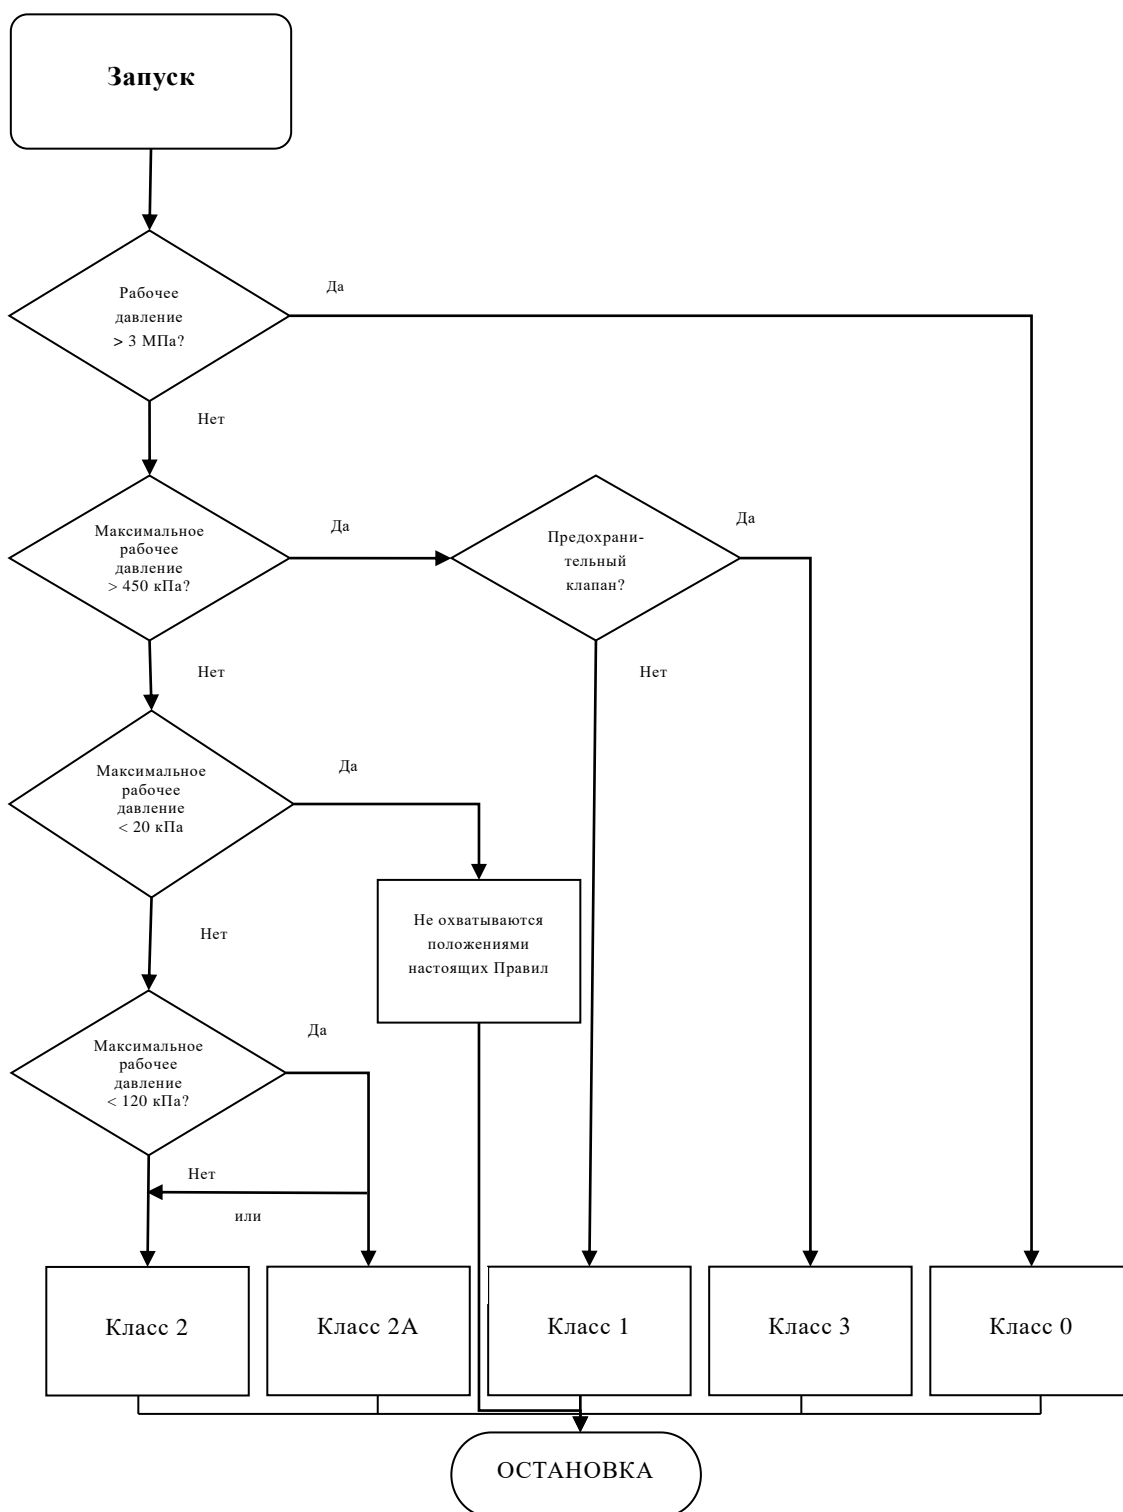 Запуск
Да
Рабочее
давление
> 3 МПа?
Нет
Максимальное
рабочее
давление
> 450 кПа?
Да
Предохрани-
тельный
клапан?
Да
Нет
Нет
Максимальное
рабочее
давление
< 20 кПа
Да
Нет
Не охватываются
положениями
настоящих Правил
Максимальное
рабочее
давление
< 120 кПа?
Да
Нет
или
Класс 2
Класс 2А
Класс 1
Класс 3
Класс 0
ОСТАНОВКА